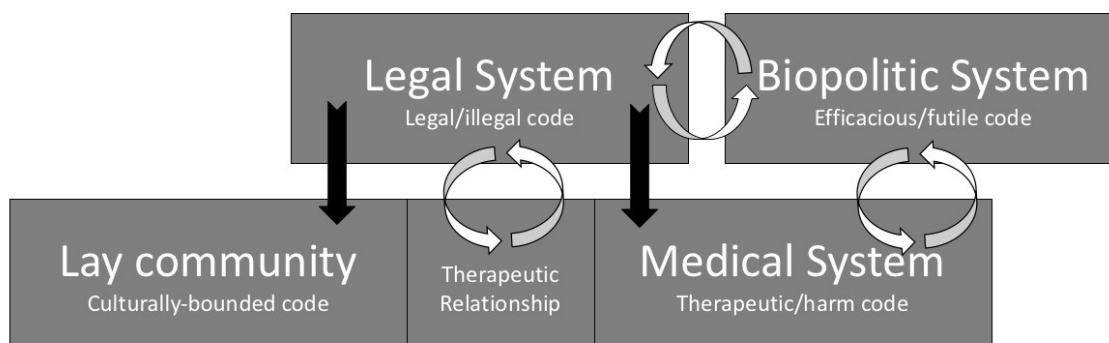 Legal System
Legal/illegal code
Biopolitic System
Efficacious/futile code
Lay community
Culturally-bounded code
Therapeutic
Relationship
Medical System
Therapeutic/harm code